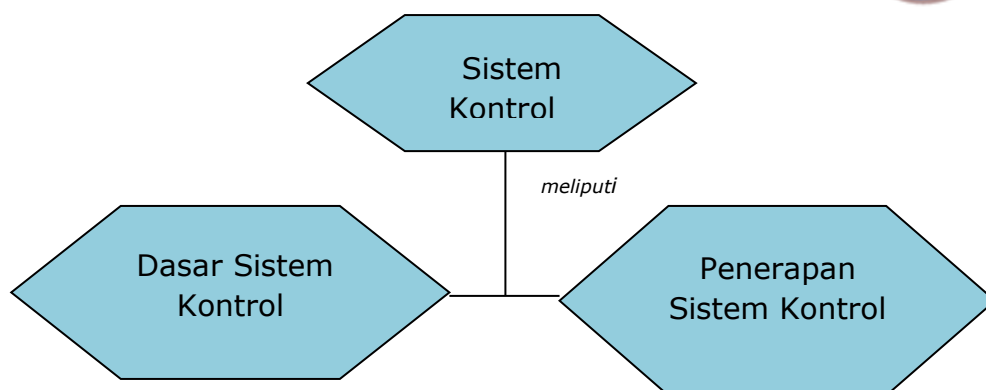 Sistem
Kontrol
meliputi
Dasar Sistem
Kontrol
Penerapan
Sistem Kontrol